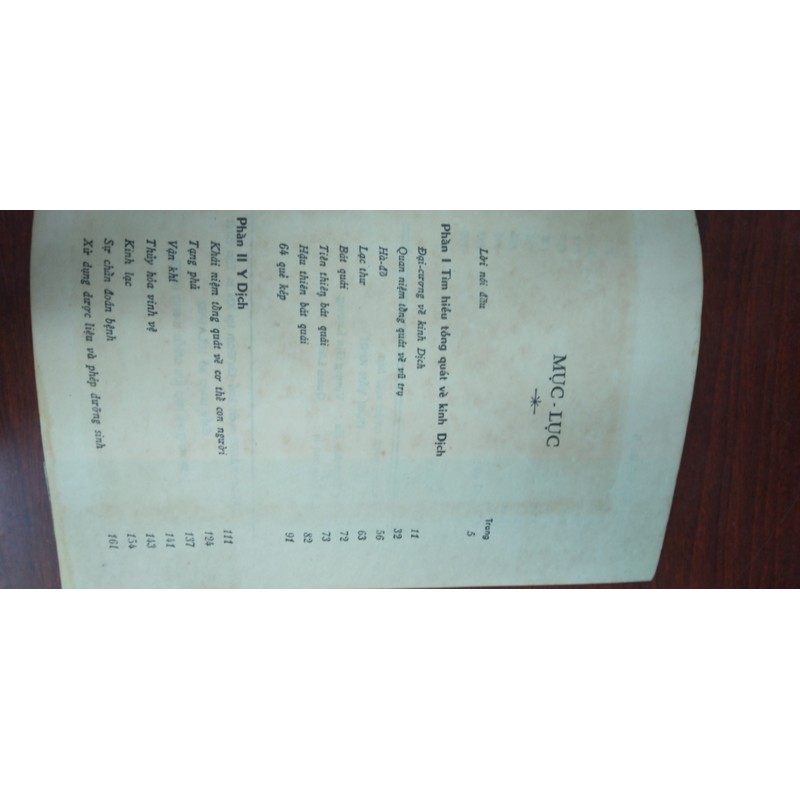 MỤC - LỤC
Trang
Lời nói đầu 5
Phần I Tìm hiểu tổng quát về kinh Dịch
Đại-cương về kinh Dịch 11
Quan niệm tổng quát về vũ trụ 32
Hà-đồ 56
Lạc thư 63
Bát quái 72
Tiên thiên bát quái 73
Hậu thiên bát quái 82
64 quẻ kép 91
Phần II Y Dịch
Khái niệm tổng quát về cơ thể con người 111
Tạng phủ 124
Vận khí 137
Thủy hỏa vinh vệ 141
Kinh lạc 143
Sự chẩn đoán bệnh 154
Xử dụng dược liệu và phép dưỡng sinh 161